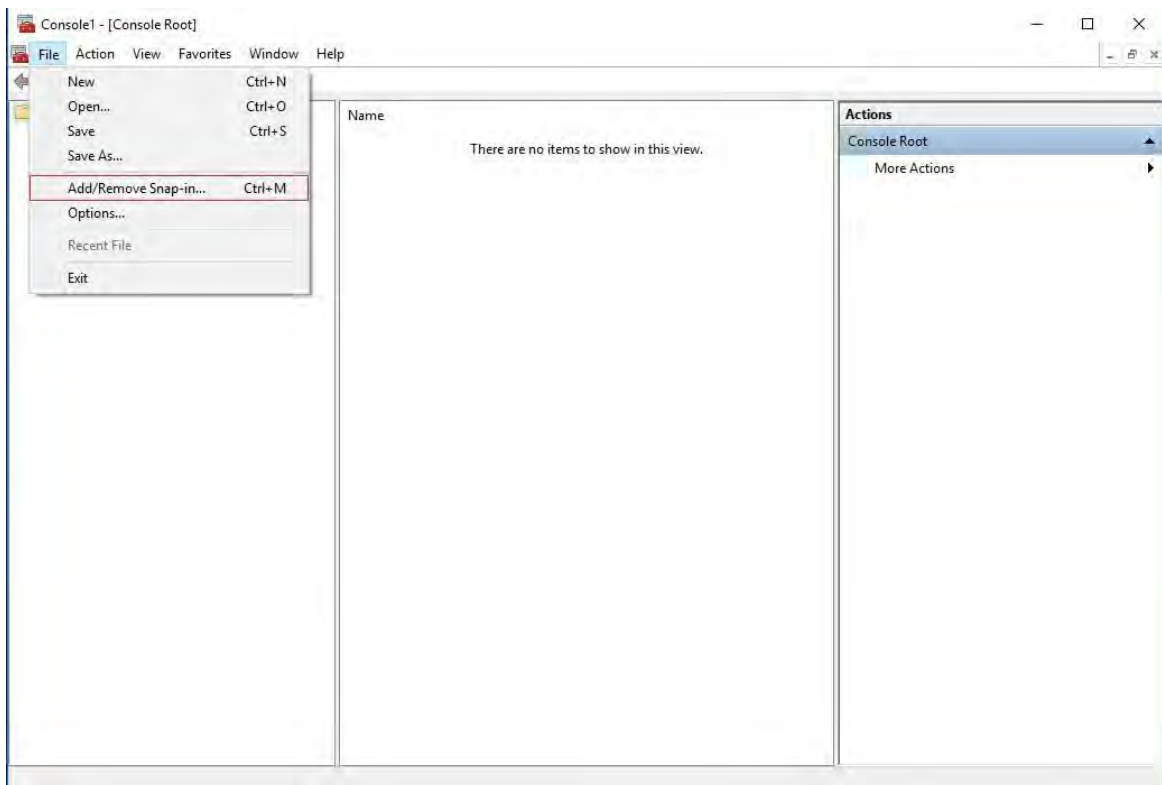 Console1 - [Console Root]
File Action View Favorites Window Help
New Ctrl+N
Open... Ctrl+O
Save Ctrl+S
Save As...
Add/Remove Snap-in... Ctrl+M
Options...
Recent File
Exit
Name
There are no items to show in this view.
Actions
Console Root
More Actions